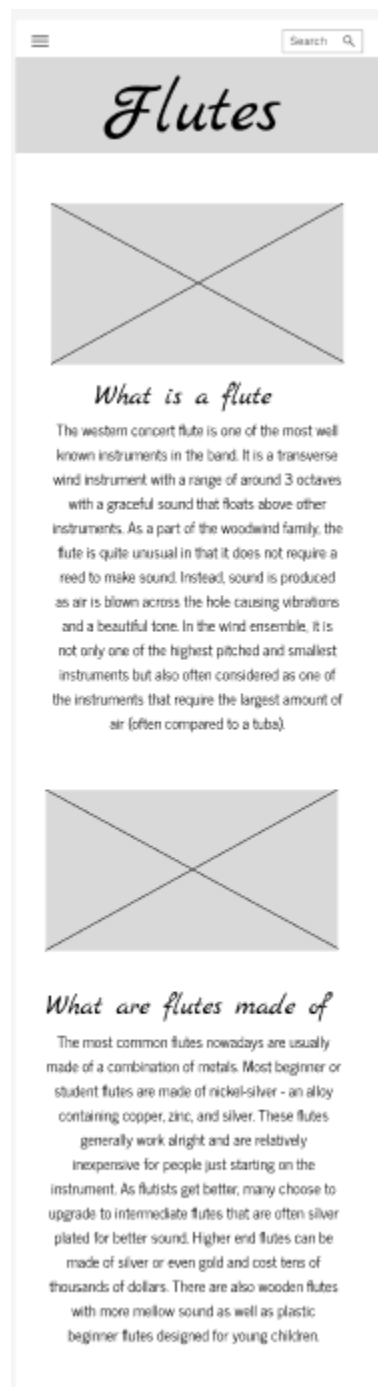 Search
Flutes
What is a flute
The western concert flute is one of the most well
known instruments in the band. It is a transverse
wind instrument with a range of around 3 octaves
with a graceful sound that floats above other
instruments. As a part of the woodwind family, the
flute is quite unusual in that it does not require a
reed to make sound. Instead, sound is produced
as air is blown across the hole causing vibrations
and a beautiful tone. In the wind ensemble, it is
not only one of the highest pitched and smallest
instruments but also often considered as one of
the instruments that require the largest amount of
air (often compared to a tuba).
What are flutes made of
The most common flutes nowadays are usually
made of a combination of metals. Most beginner or
student flutes are made of nickel-silver - an alloy
containing copper, zinc, and silver. These flutes
generally work alright and are relatively
inexpensive for people just starting on the
instrument. As flutists get better, many choose to
upgrade to intermediate flutes that are often silver
plated for better sound. Higher end flutes can be
made of silver or even gold and cost tens of
thousands of dollars. There are also wooden flutes
with more mellow sound as well as plastic
beginner flutes designed for young children.